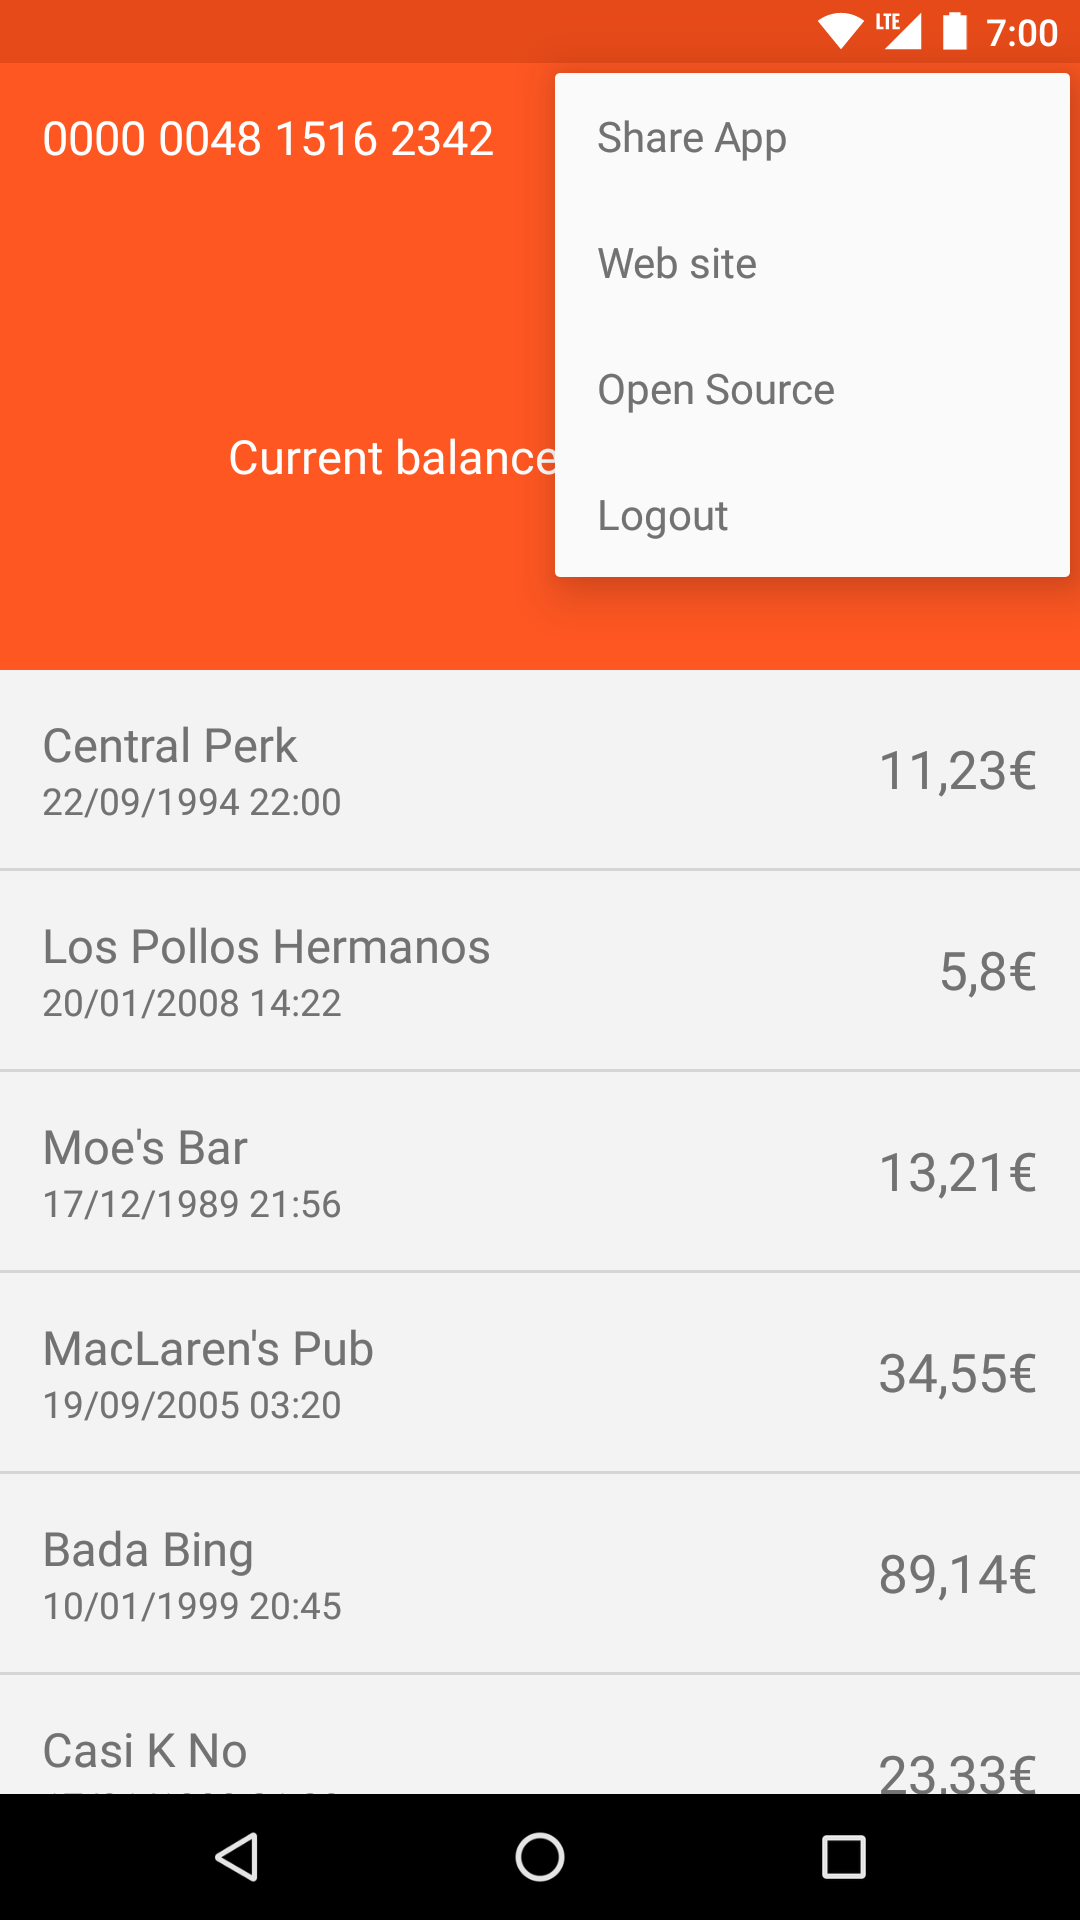 LTE 7:00
0000 0048 1516 2342
Share App
Web site
Open Source
Current balance
Logout
Central Perk
22/09/1994 22:00
11,23€
Los Pollos Hermanos
20/01/2008 14:22
5,8€
Moe's Bar
17/12/1989 21:56
13,21€
MacLaren's Pub
19/09/2005 03:20
34,55€
Bada Bing
10/01/1999 20:45
89,14€
Casi K No
23,33€